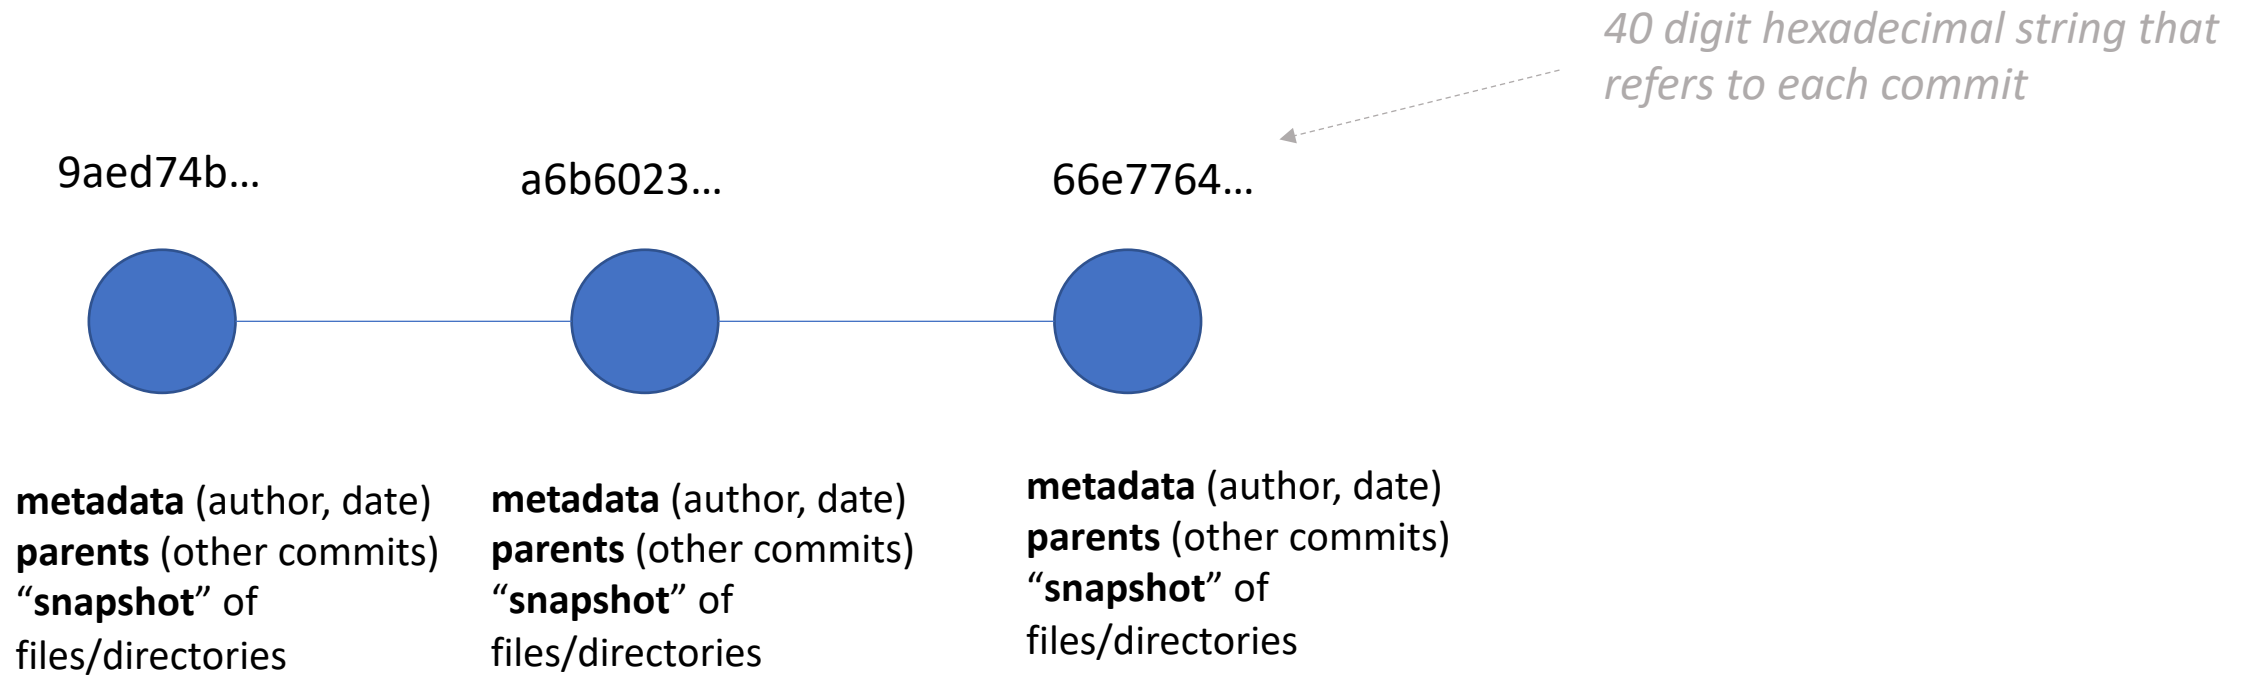 40 digit hexadecimal string that
refers to each commit
9aed74b…
a6b6023…
66e7764…
metadata (author, date)
parents (other commits)
“snapshot” of
files/directories
metadata (author, date)
parents (other commits)
“snapshot” of
files/directories
metadata (author, date)
parents (other commits)
“snapshot” of
files/directories